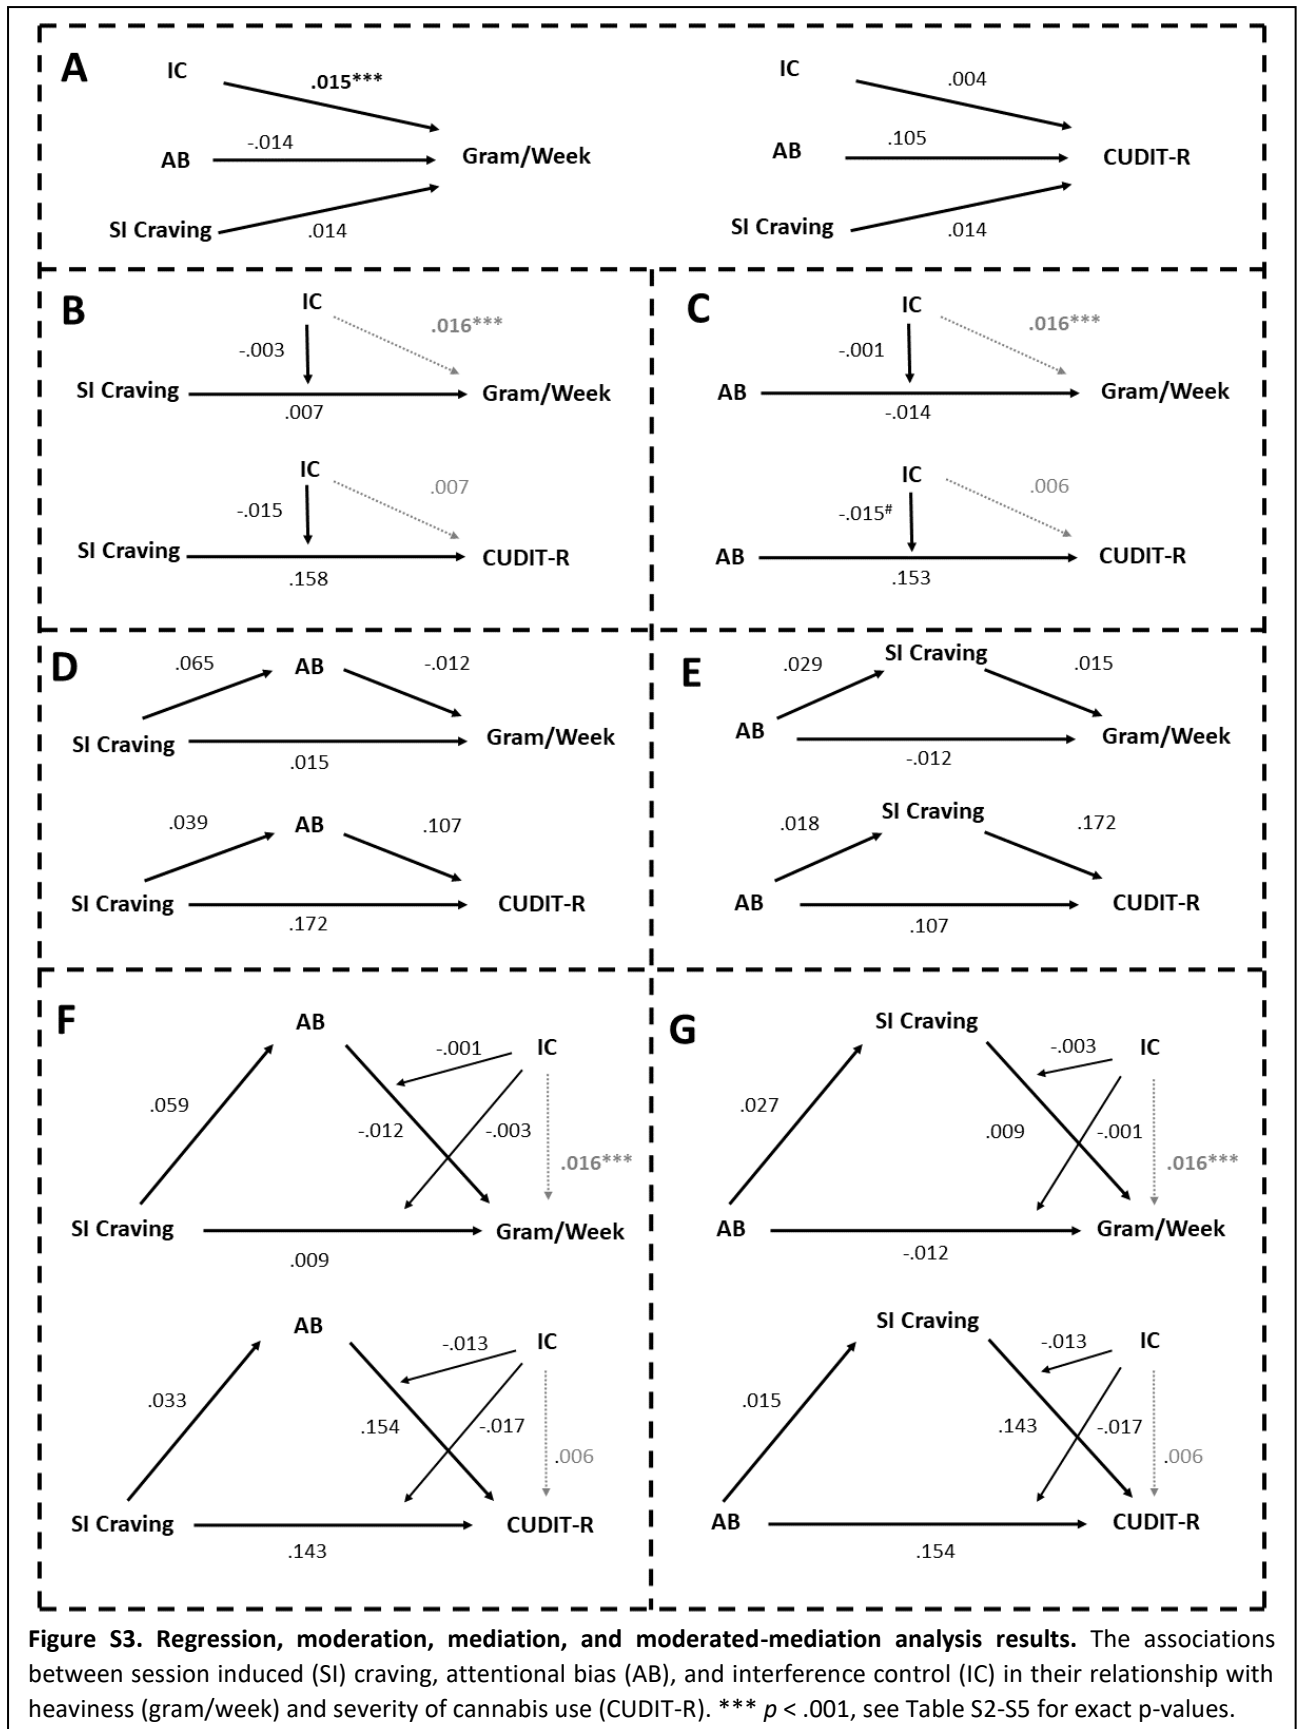 A
IC
.015***
AB
-.014
Gram/Week
SI Craving
.014
IC
.004
AB
.105
CUDIT-R
SI Craving
.014
B
IC
.016***
-.003
SI Craving
Gram/Week
.007
IC
.007
-.015
SI Craving
CUDIT-R
.158
C
IC
.016***
-.001
AB
Gram/Week
-.014
IC
.006
-.015#
AB
CUDIT-R
.153
D
.065
AB
-.012
SI Craving
Gram/Week
.015
.039
AB
.107
SI Craving
CUDIT-R
.172
E
.029
SI Craving
.015
AB
Gram/Week
-.012
.018
SI Craving
.172
AB
CUDIT-R
.107
F
AB
-.001
IC
.059
-.012
-.003
.016***
SI Craving
Gram/Week
.009
AB
-.013
IC
.033
.154
-.017
.006
SI Craving
CUDIT-R
.143
G
SI Craving
-.003
IC
.027
.009
-.001
.016***
AB
Gram/Week
-.012
SI Craving
-.013
IC
.015
.143
-.017
.006
AB
CUDIT-R
.154
Figure S3. Regression, moderation, mediation, and moderated-mediation analysis results. The associations
between session induced (SI) craving, attentional bias (AB), and interference control (IC) in their relationship with
heaviness (gram/week) and severity of cannabis use (CUDIT-R). *** p < .001, see Table S2-S5 for exact p-values.